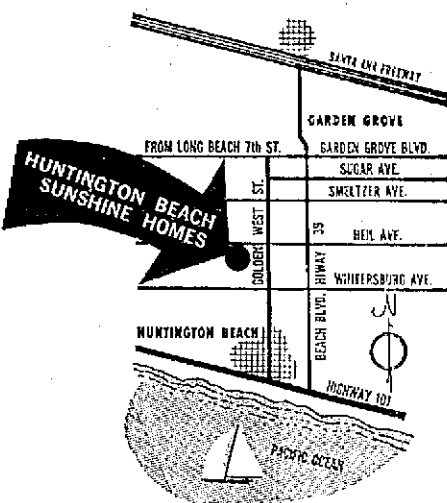 SANTA ANA FREEWAY
GARDEN GROVE
FROM LONG BEACH 7th ST.
GARDEN GROVE BLVD.
SUGAR AVE.
SMELTZER AVE.
HUNTINGTON BEACH
SUNSHINE HOMES
GOLDEN WEST ST.
BEACH BLVD. HIWAY 39
HEIL AVE.
WINTERSBURG AVE.
N
HUNTINGTON BEACH
HIGHWAY 101
PACIFIC OCEAN